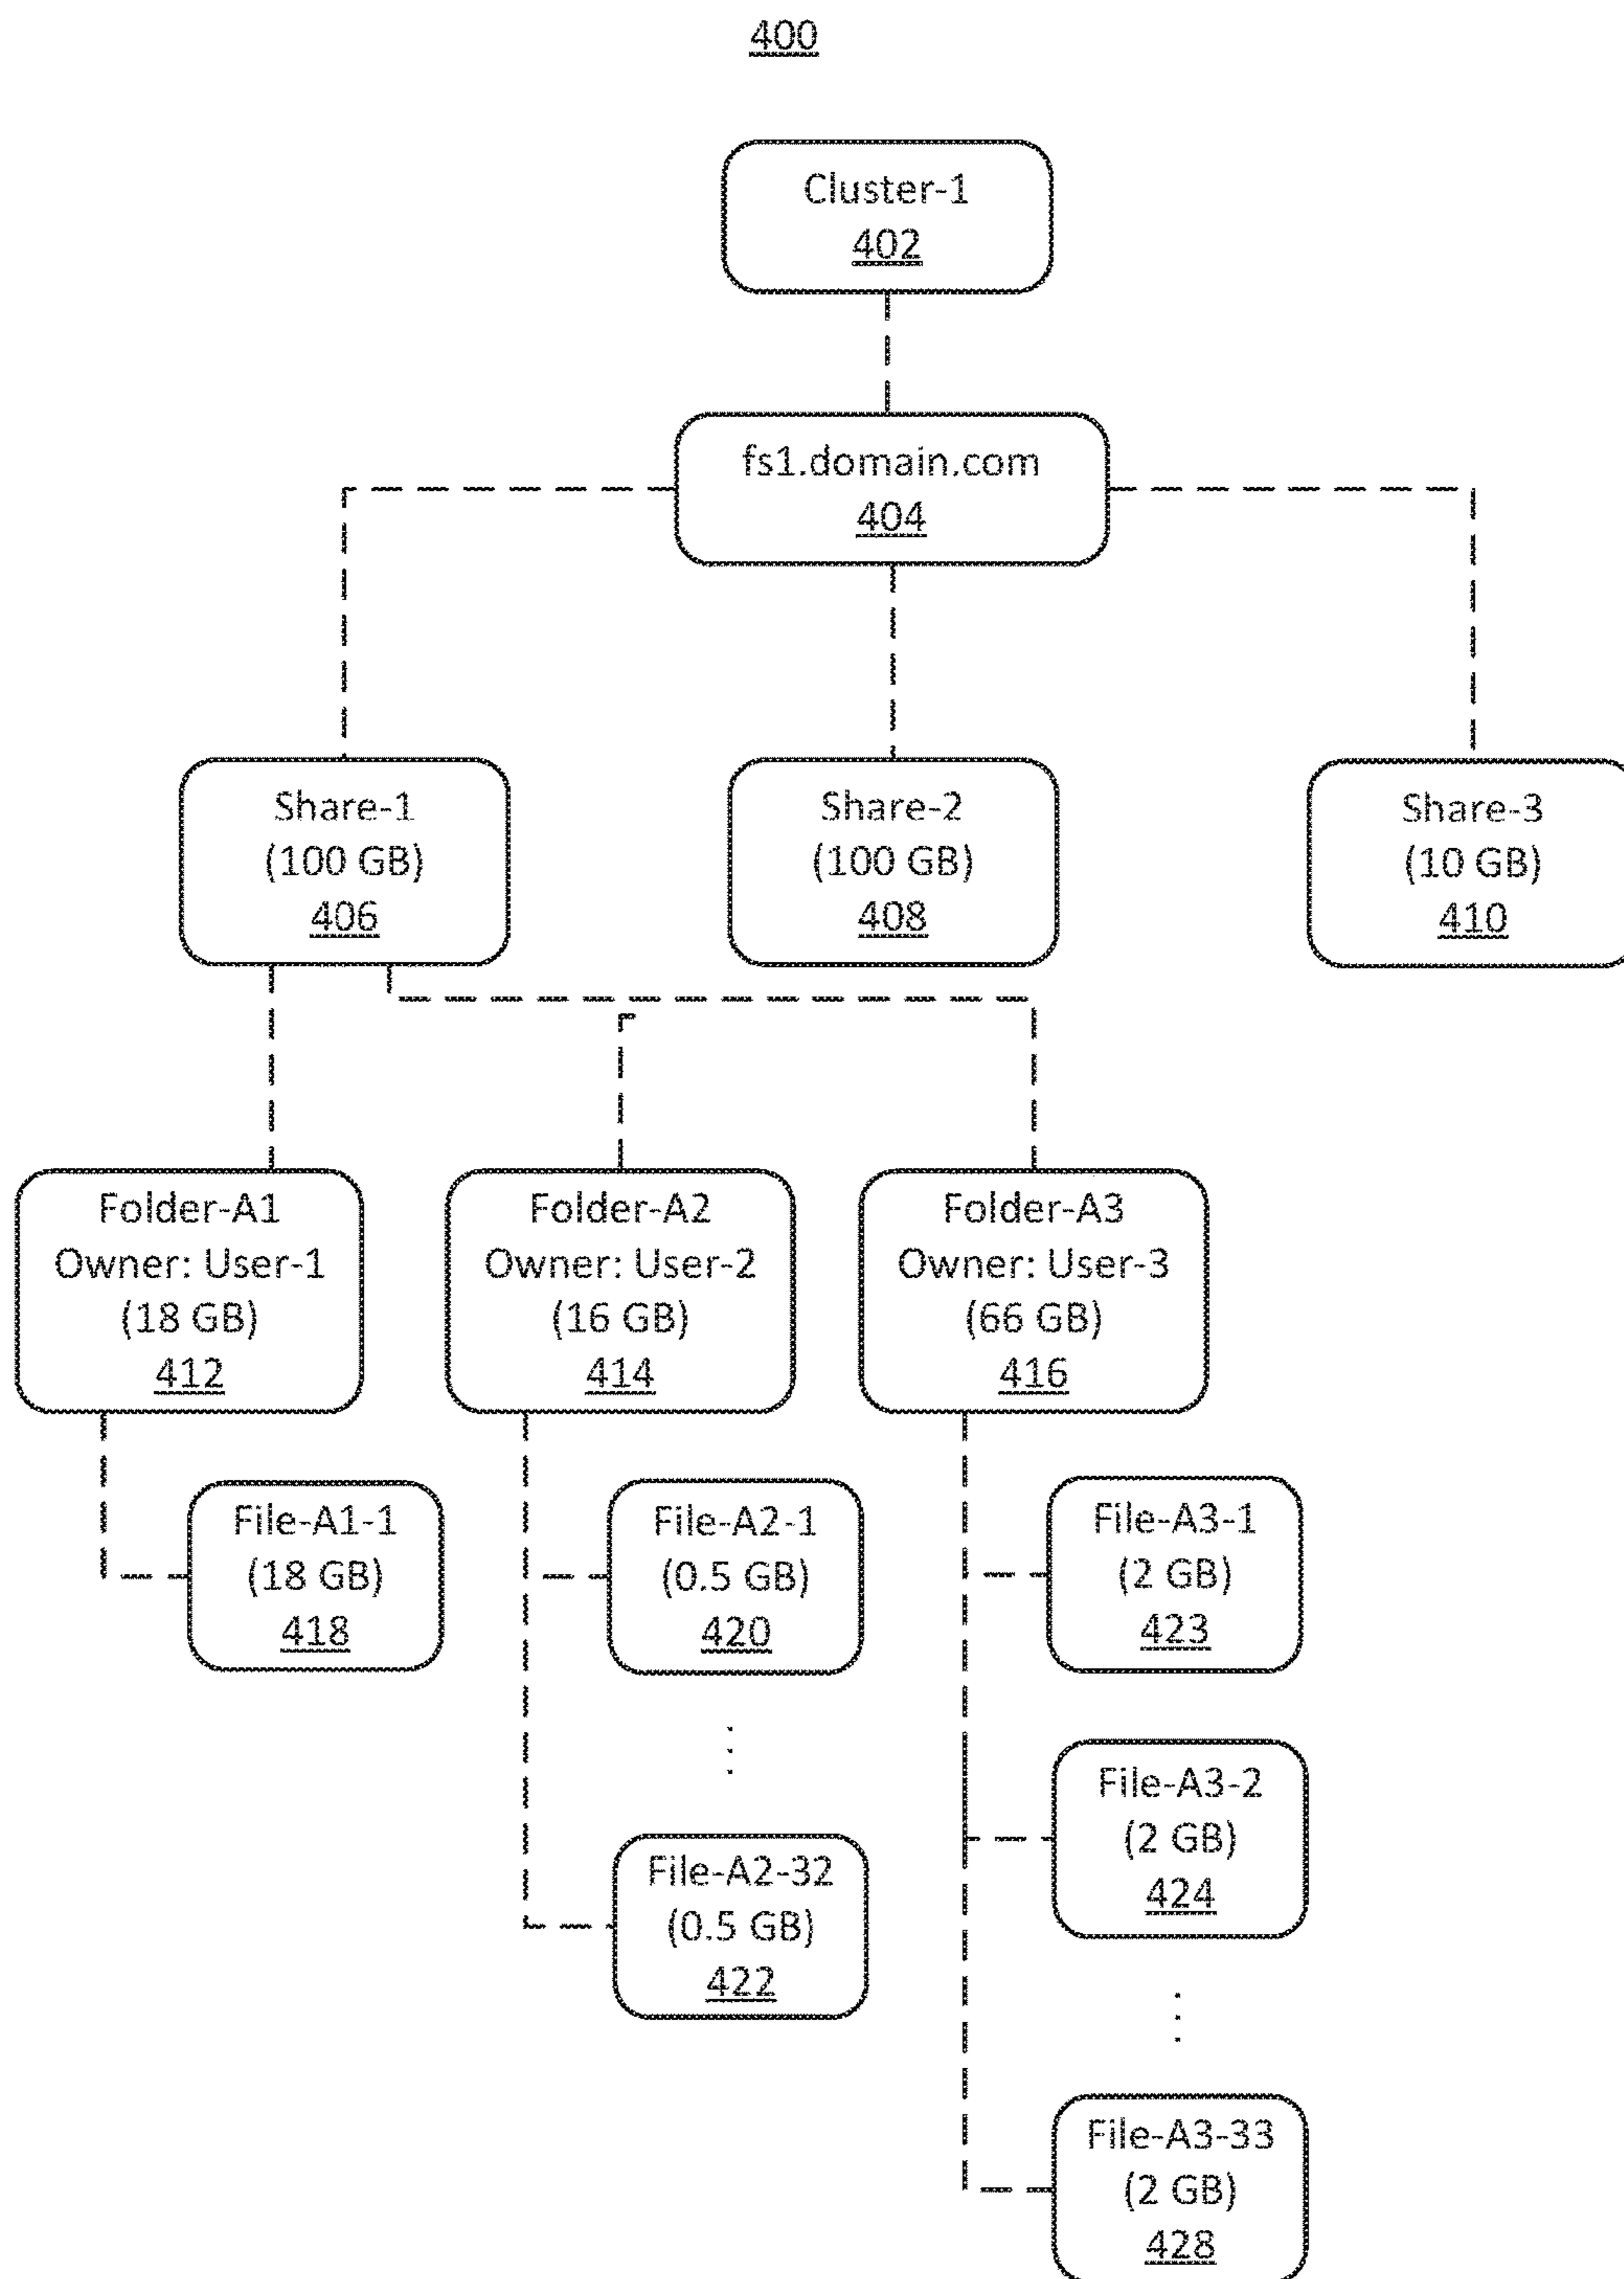 400
Cluster-1
402
fs1.domain.com
404
Share-1
(100 GB)
406
Share-2
(100 GB)
408
Share-3
(10 GB)
410
Folder-A1
Owner: User-1
(18 GB)
412
Folder-A2
Owner: User-2
(16 GB)
414
Folder-A3
Owner: User-3
(66 GB)
416
File-A1-1
(18 GB)
418
File-A2-1
(0.5 GB)
420
File-A2-32
(0.5 GB)
422
File-A3-1
(2 GB)
423
File-A3-2
(2 GB)
424
File-A3-33
(2 GB)
428